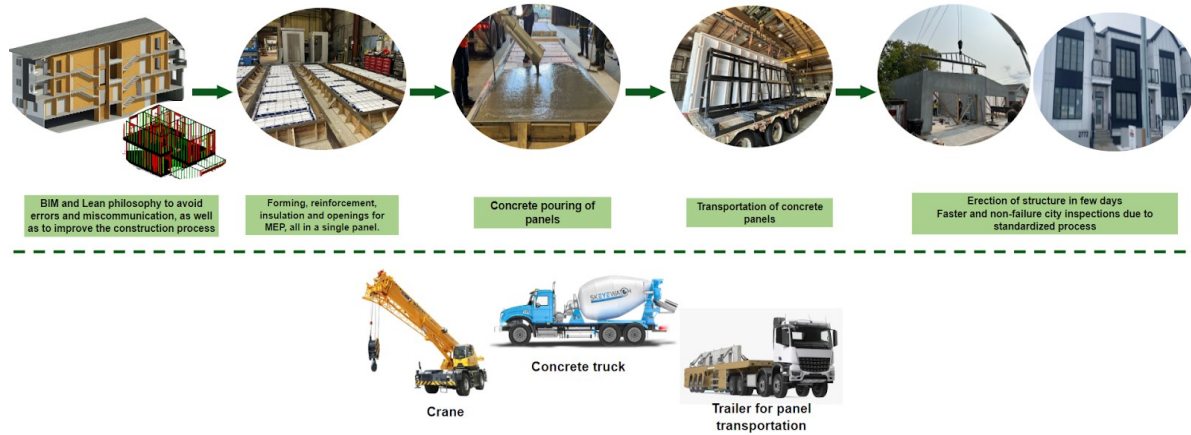 BIM and Lean philosophy to avoid
errors and miscommunication, as well
as to improve the construction process
Forming, reinforcement,
insulation and openings for
MEP, all in a single panel.
Concrete pouring of
panels
Transportation of concrete
panels
Erection of structure in few days
Faster and non-failure city inspections due to
standardized process
2772
SKEYEWATCH
Concrete truck
Crane
Trailer for panel
transportation